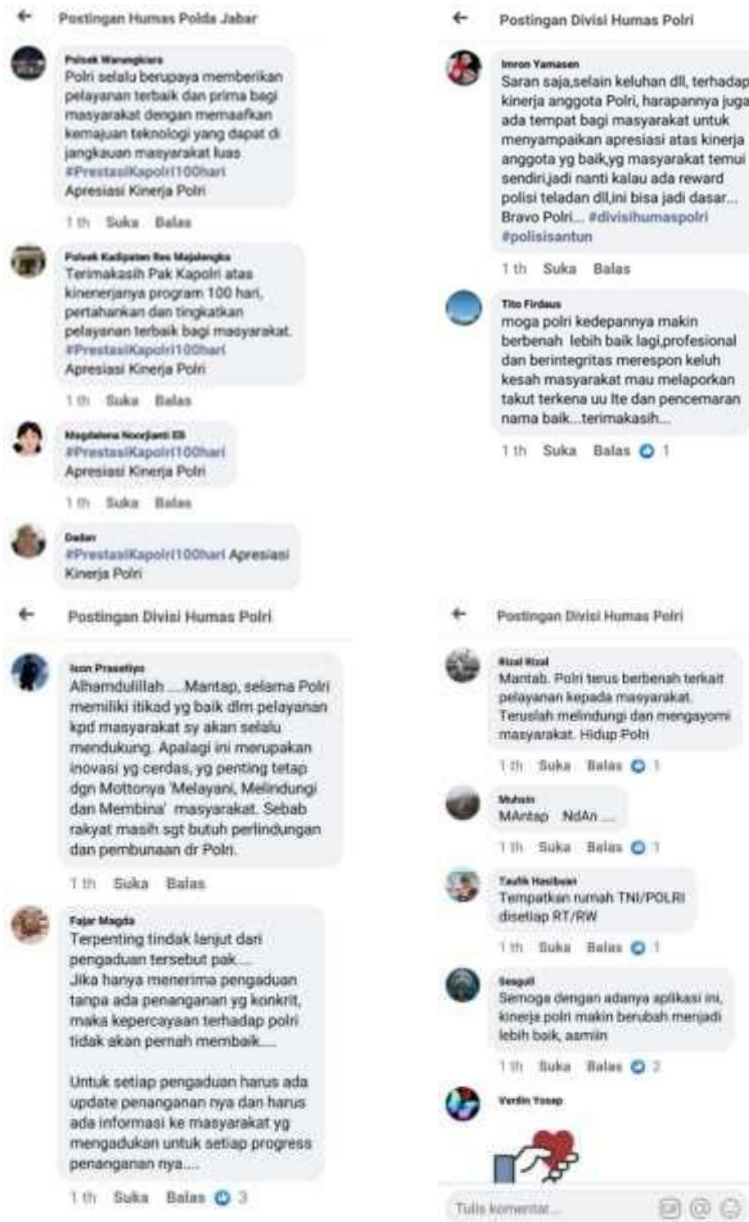 Postingan Humas Polda Jabar
Polsek Warungkiara
Polri selalu berupaya memberikan
pelayanan terbaik dan prima bagi
masyarakat dengan memaafkan
kemajuan teknologi yang dapat di
jangkauan masyarakat luas
#PrestasiKapolri100hari
Apresiasi Kinerja Polri
1 th Suka Balas
Polsek Kadipaten Res Majalengka
Terimakasih Pak Kapolri atas
kinenerjanya program 100 hari,
pertahankan dan tingkatkan
pelayanan terbaik bagi masyarakat.
#PrestasiKapolri100hari
Apresiasi Kinerja Polri
1 th Suka Balas
Magdalena Noorjianti EB
#PrestasiKapolri100hari
Apresiasi Kinerja Polri
1 th Suka Balas
Dadan
#PrestasiKapolri100hari Apresiasi
Kinerja Polri
Postingan Divisi Humas Polri
Imron Yamasen
Saran saja,selain keluhan dll, terhadap
kinerja anggota Polri, harapannya juga
ada tempat bagi masyarakat untuk
menyampaikan apresiasi atas kinerja
anggota yg baik,yg masyarakat temui
sendiri,jadi nanti kalau ada reward
polisi teladan dll,ini bisa jadi dasar...
Bravo Polri... #divisihumaspolri
#polisisantun
1 th Suka Balas
Tito Firdaus
moga polri kedepannya makin
berbenah lebih baik lagi,profesional
dan berintegritas merespon keluh
kesah masyarakat mau melaporkan
takut terkena uu Ite dan pencemaran
nama baik...terimakasih...
1 th Suka Balas 1
Postingan Divisi Humas Polri
Prasetiyo
Alhamdulillah ....Mantap, selama Polri
memiliki itikad yg baik dlm pelayanan
kpd masyarakat sy akan selalu
mendukung. Apalagi ini merupakan
inovasi yg cerdas, yg penting tetap
dgn Mottonya 'Melayani, Melindungi
dan Membina' masyarakat. Sebab
rakyat masih sgt butuh perlindungan
dan pembunaan dr Polri.
1 th Suka Balas
Fajar Magda
Terpenting tindak lanjut dari
pengaduan tersebut pak....
Jika hanya menerima pengaduan
tanpa ada penanganan yg konkrit,
maka kepercayaan terhadap polri
tidak akan pernah membaik....
Untuk setiap pengaduan harus ada
update penanganan nya dan harus
ada informasi ke masyarakat yg
mengadukan untuk setiap progress
penanganan nya....
1 th Suka Balas 3
Postingan Divisi Humas Polri
Rizal Rizal
Mantab. Polri terus berbenah terkait
pelayanan kepada masyarakat.
Teruslah melindungi dan mengayomi
masyarakat. Hidup Polri
1 th Suka Balas 1
Muhsin
MAntap NdAn ....
1 th Suka Balas 1
Taufik Hasibuan
Tempatkan rumah TNI/POLRI
disetiap RT/RW
1 th Suka Balas 1
Seagull
Semoga dengan adanya aplikasi ini,
kinerja polri makin berubah menjadi
lebih baik, aamiin
1 th Suka Balas 2
Verdin Yosep
Tulis komentar...
GIF